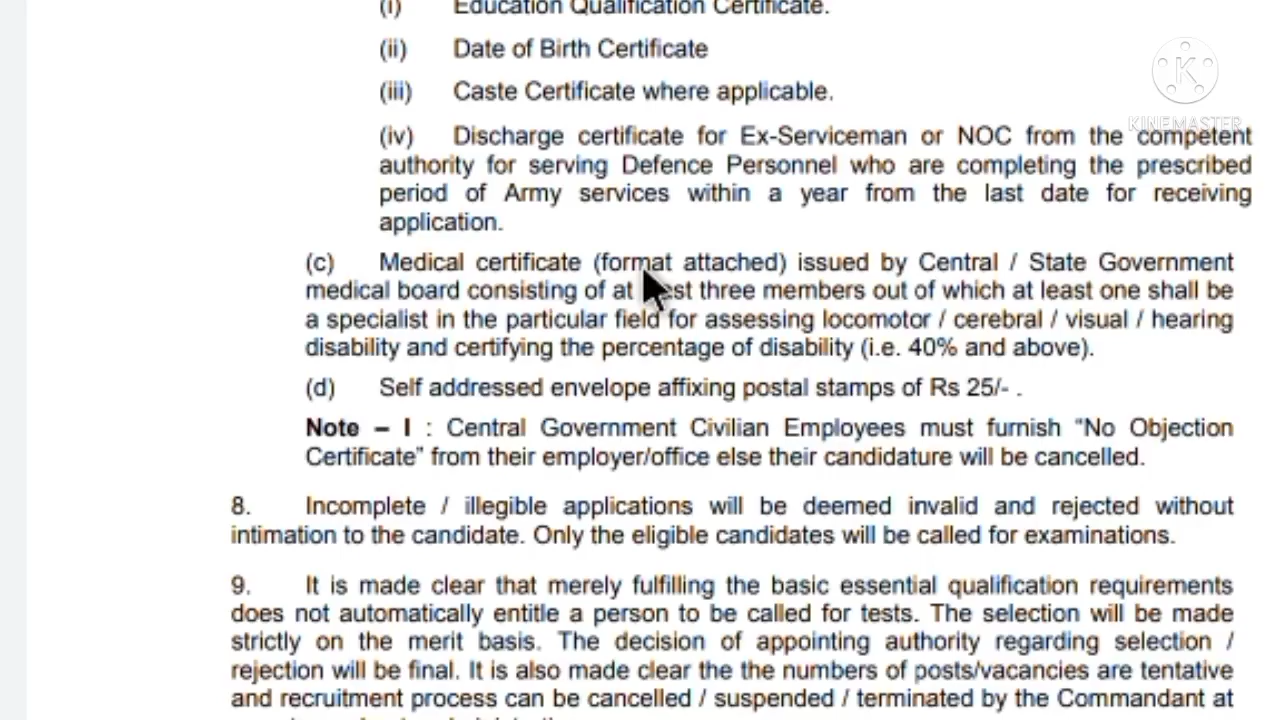 (i) Education Qualification Certificate.
(ii) Date of Birth Certificate
(iii) Caste Certificate where applicable.
(iv) Discharge certificate for Ex-Serviceman or NOC from the competent
authority for serving Defence Personnel who are completing the prescribed
period of Army services within a year from the last date for receiving
application.
(c) Medical certificate (format attached) issued by Central / State Government
medical board consisting of at three members out of which at least one shall be
a specialist in the particular field for assessing locomotor / cerebral / visual / hearing
disability and certifying the percentage of disability (i.e. 40% and above).
(d) Self addressed envelope affixing postal stamps of Rs 25/- .
Note – I : Central Government Civilian Employees must furnish “No Objection
Certificate” from their employer/office else their candidature will be cancelled.
8. Incomplete / illegible applications will be deemed invalid and rejected without
intimation to the candidate. Only the eligible candidates will be called for examinations.
9. It is made clear that merely fulfilling the basic essential qualification requirements
does not automatically entitle a person to be called for tests. The selection will be made
strictly on the merit basis. The decision of appointing authority regarding selection /
rejection will be final. It is also made clear the the numbers of posts/vacancies are tentative
and recruitment process can be cancelled / suspended / terminated by the Commandant at
K
KINEMASTER